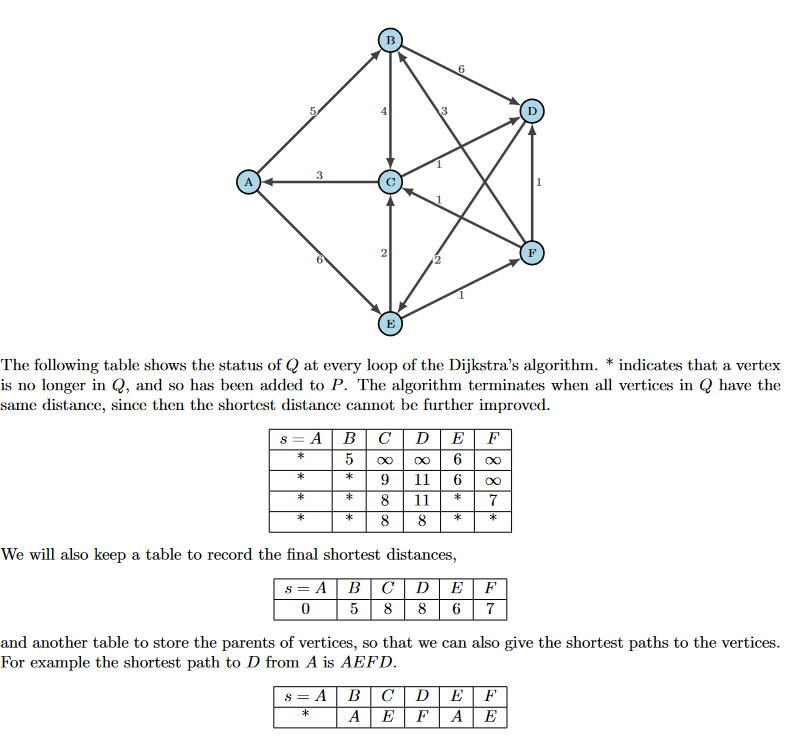 B
6
5
4
3
D
1
3
A
C
1
1
2
6
2
F
1
E
The following table shows the status of Q at every loop of the Dijkstra's algorithm. * indicates that a vertex
is no longer in Q, and so has been added to P. The algorithm terminates when all vertices in Q have the
same distance, since then the shortest distance cannot be further improved.
s = A B C D E F
* 5 ∞ ∞ 6 ∞
* * 9 11 6 ∞
* * 8 11 * 7
* * 8 8 * *
We will also keep a table to record the final shortest distances,
s = A B C D E F
0 5 8 8 6 7
and another table to store the parents of vertices, so that we can also give the shortest paths to the vertices.
For example the shortest path to D from A is AEFD.
s = A B C D E F
* A E F A E